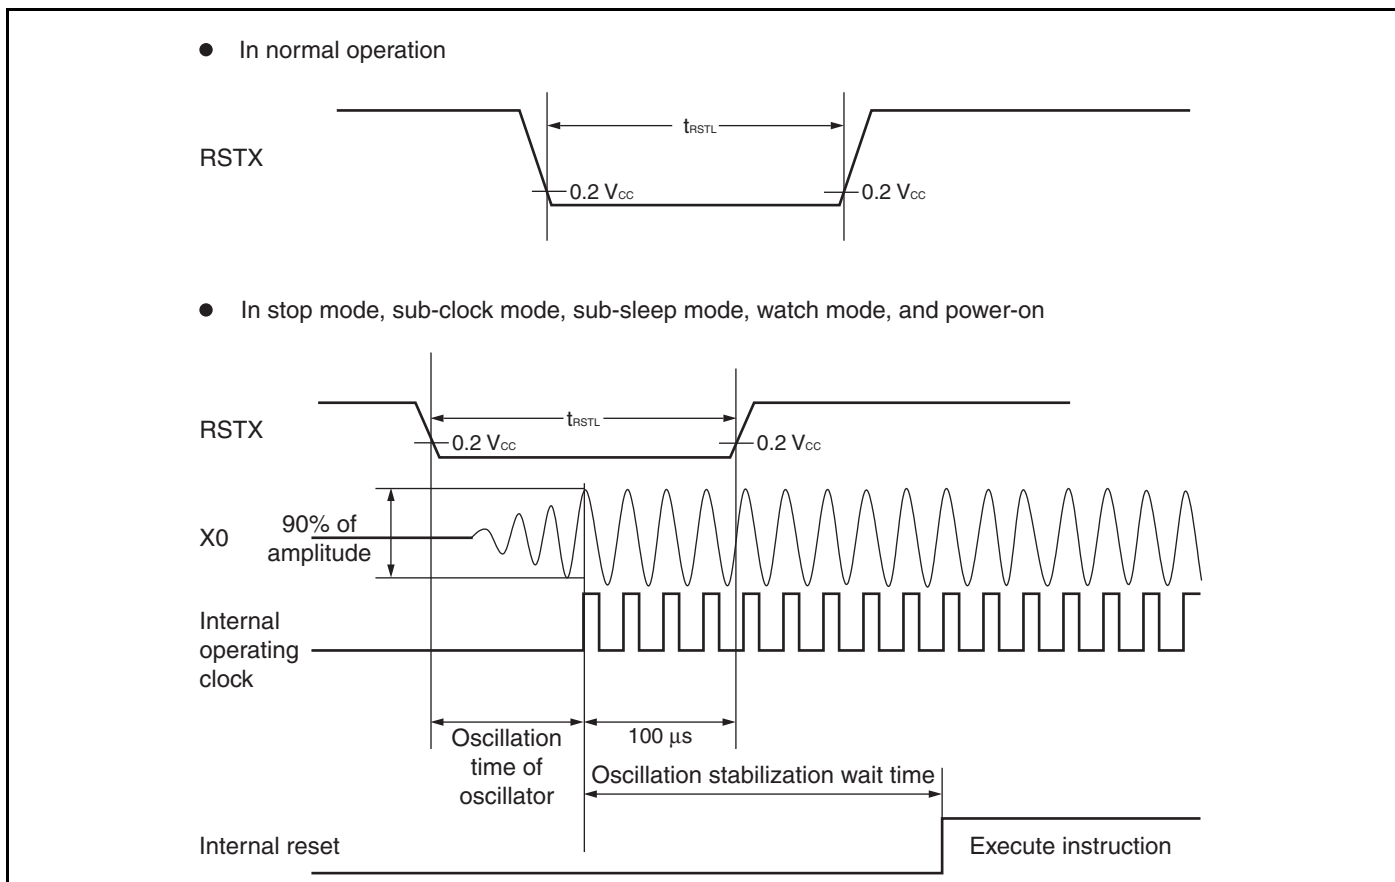 ● In normal operation
tRSTL
RSTX
0.2 VCC
0.2 VCC
● In stop mode, sub-clock mode, sub-sleep mode, watch mode, and power-on
tRSTL
RSTX
0.2 VCC
0.2 VCC
X0
90% of
amplitude
Internal
operating
clock
Oscillation
time of
oscillator
100 μs
Oscillation stabilization wait time
Internal reset
Execute instruction